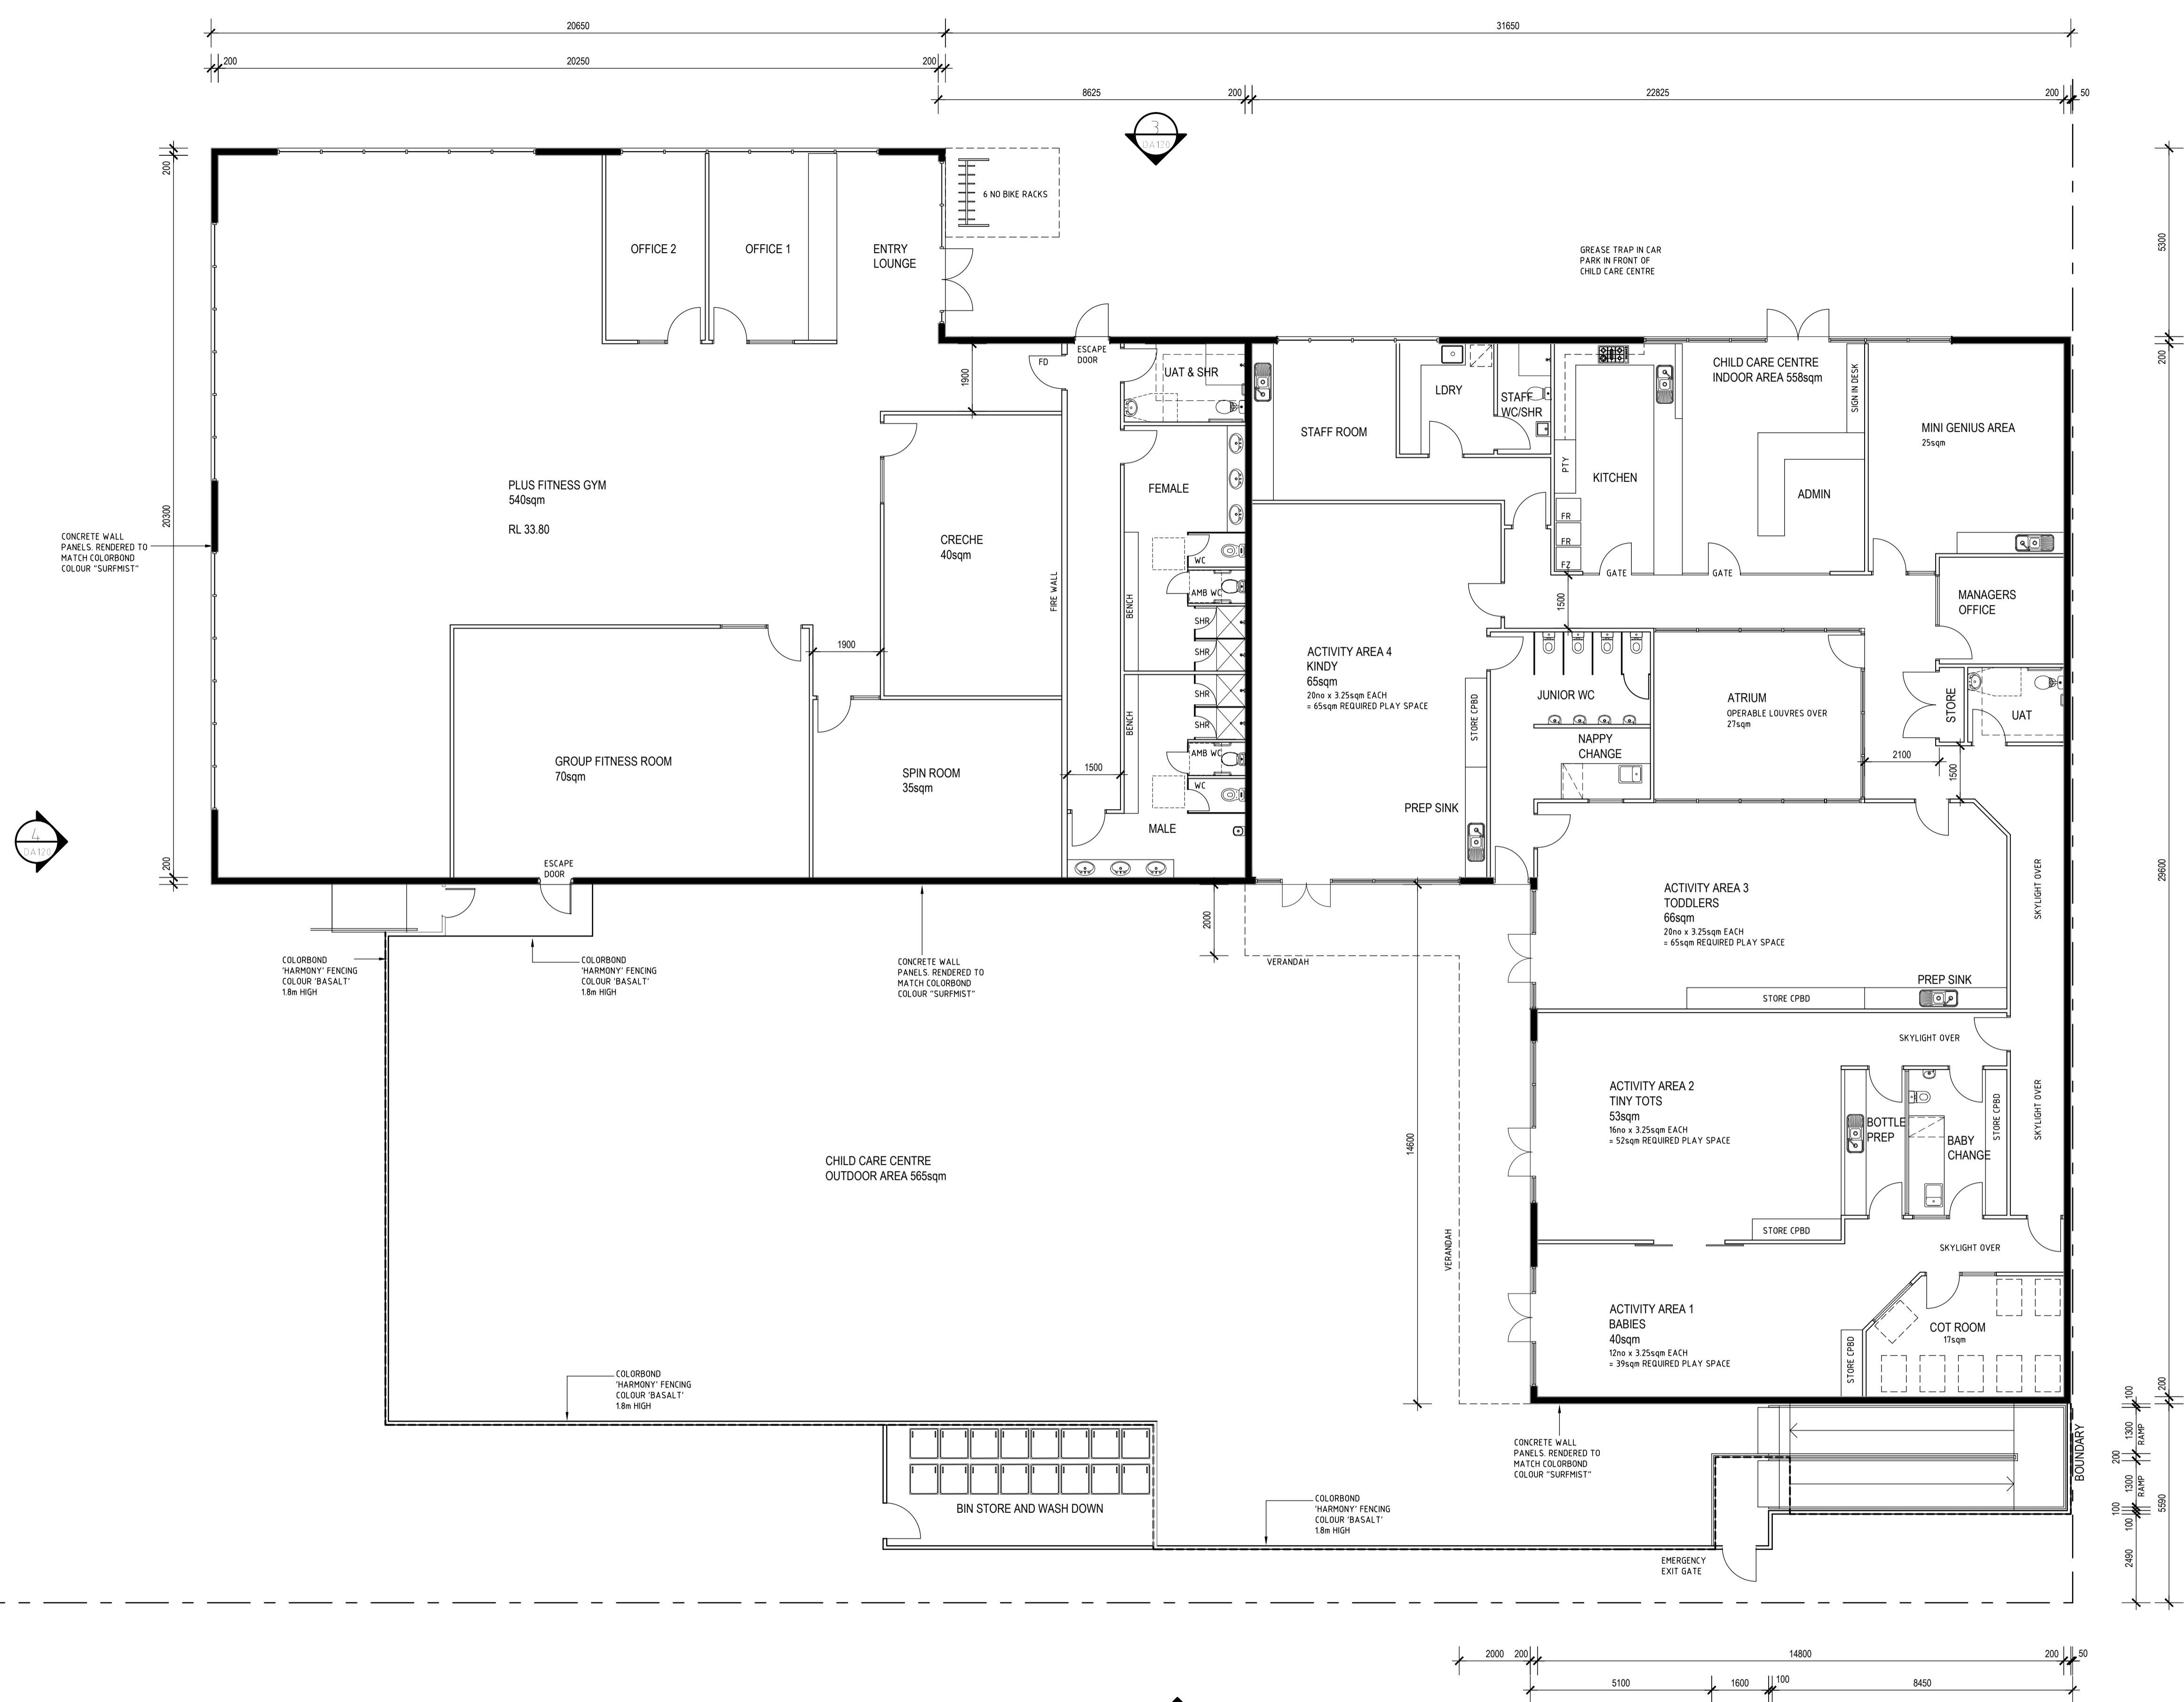 20650
31650
200
20250
200
8625
200
22825
200
50
3
DA120
200
5300
6 NO BIKE RACKS
OFFICE 2
OFFICE 1
ENTRY
LOUNGE
GREASE TRAP IN CAR
PARK IN FRONT OF
CHILD CARE CENTRE
ESCAPE
DOOR
FD
1900
UAT & SHR
LDRY
STAFF
WC/SHR
CHILD CARE CENTRE
INDOOR AREA 558sqm
SIGN IN DESK
200
STAFF ROOM
MINI GENIUS AREA
25sqm
PTY
KITCHEN
ADMIN
PLUS FITNESS GYM
540sqm
RL 33.80
FEMALE
FR
FR
FZ
CONCRETE WALL
PANELS. RENDERED TO
MATCH COLORBOND
COLOUR "SURFMIST"
20300
CRECHE
40sqm
FIRE WALL
WC
AMB WC
BENCH
SHR
SHR
GATE
GATE
1500
MANAGERS
OFFICE
1900
ACTIVITY AREA 4
KINDY
65sqm
20no x 3.25sqm EACH
= 65sqm REQUIRED PLAY SPACE
STORE CPBD
JUNIOR WC
ATRIUM
OPERABLE LOUVRES OVER
27sqm
STORE
UAT
SHR
SHR
BENCH
AMB WC
WC
NAPPY
CHANGE
2100
1500
GROUP FITNESS ROOM
70sqm
SPIN ROOM
35sqm
1500
PREP SINK
MALE
4
DA120
200
ESCAPE
DOOR
ACTIVITY AREA 3
TODDLERS
66sqm
20no x 3.25sqm EACH
= 65sqm REQUIRED PLAY SPACE
SKYLIGHT OVER
29600
2000
COLORBOND
'HARMONY' FENCING
COLOUR 'BASALT'
1.8m HIGH
COLORBOND
'HARMONY' FENCING
COLOUR 'BASALT'
1.8m HIGH
CONCRETE WALL
PANELS. RENDERED TO
MATCH COLORBOND
COLOUR "SURFMIST"
VERANDAH
PREP SINK
STORE CPBD
SKYLIGHT OVER
ACTIVITY AREA 2
TINY TOTS
53sqm
16no x 3.25sqm EACH
= 52sqm REQUIRED PLAY SPACE
BOTTLE
PREP
BABY
CHANGE
STORE CPBD
SKYLIGHT OVER
14600
CHILD CARE CENTRE
OUTDOOR AREA 565sqm
STORE CPBD
VERANDAH
SKYLIGHT OVER
ACTIVITY AREA 1
BABIES
40sqm
12no x 3.25sqm EACH
= 39sqm REQUIRED PLAY SPACE
COT ROOM
17sqm
STORE CPBD
COLORBOND
'HARMONY' FENCING
COLOUR 'BASALT'
1.8m HIGH
200
100
1300
RAMP
200
1300
RAMP
100
100
2490
5590
BOUNDARY
CONCRETE WALL
PANELS. RENDERED TO
MATCH COLORBOND
COLOUR "SURFMIST"
BIN STORE AND WASH DOWN
COLORBOND
'HARMONY' FENCING
COLOUR 'BASALT'
1.8m HIGH
EMERGENCY
EXIT GATE
2000
200
14800
200
50
5100
1600
100
8450